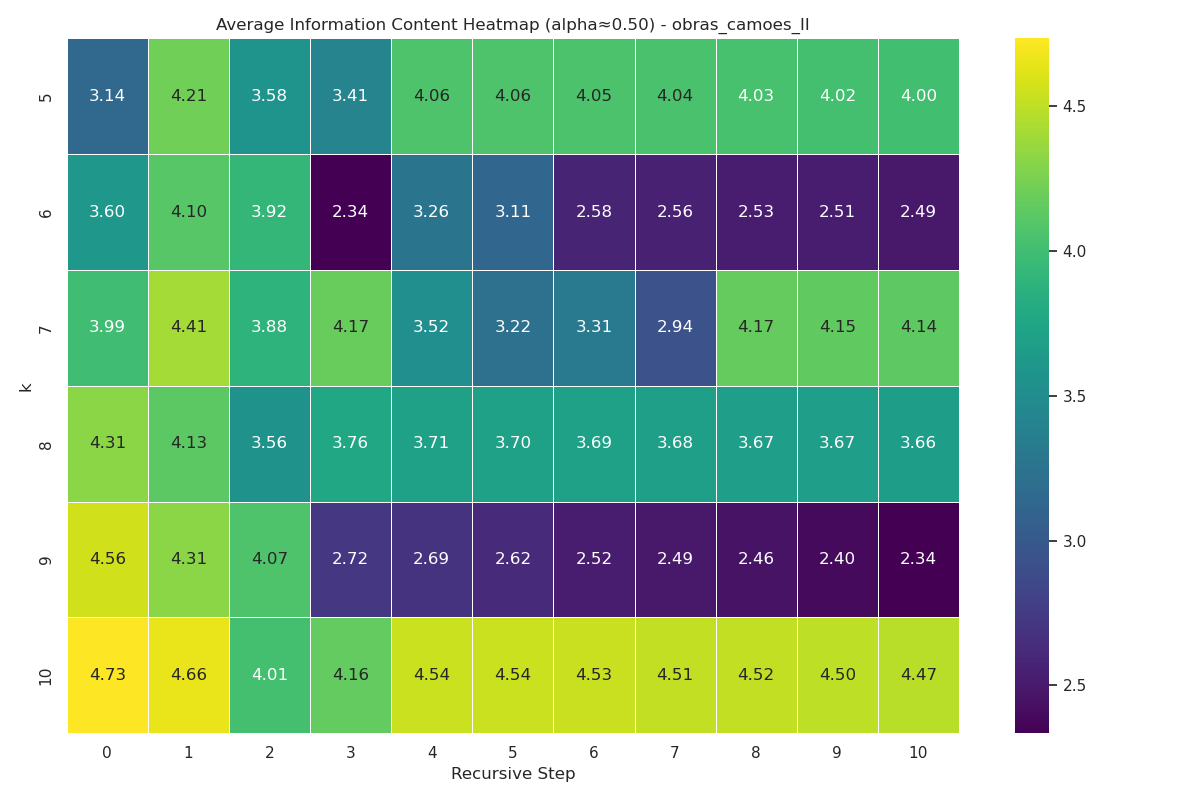 Average Information Content Heatmap (alpha≈0.50) - obras_camoes_II
5 3.14 4.21 3.58 3.41 4.06 4.06 4.05 4.04 4.03 4.02 4.00
6 3.60 4.10 3.92 2.34 3.26 3.11 2.58 2.56 2.53 2.51 2.49
7 3.99 4.41 3.88 4.17 3.52 3.22 3.31 2.94 4.17 4.15 4.14
k
8 4.31 4.13 3.56 3.76 3.71 3.70 3.69 3.68 3.67 3.67 3.66
9 4.56 4.31 4.07 2.72 2.69 2.62 2.52 2.49 2.46 2.40 2.34
10 4.73 4.66 4.01 4.16 4.54 4.54 4.53 4.51 4.52 4.50 4.47
0 1 2 3 4 5 6 7 8 9 10
Recursive Step
4.5
4.0
3.5
3.0
2.5